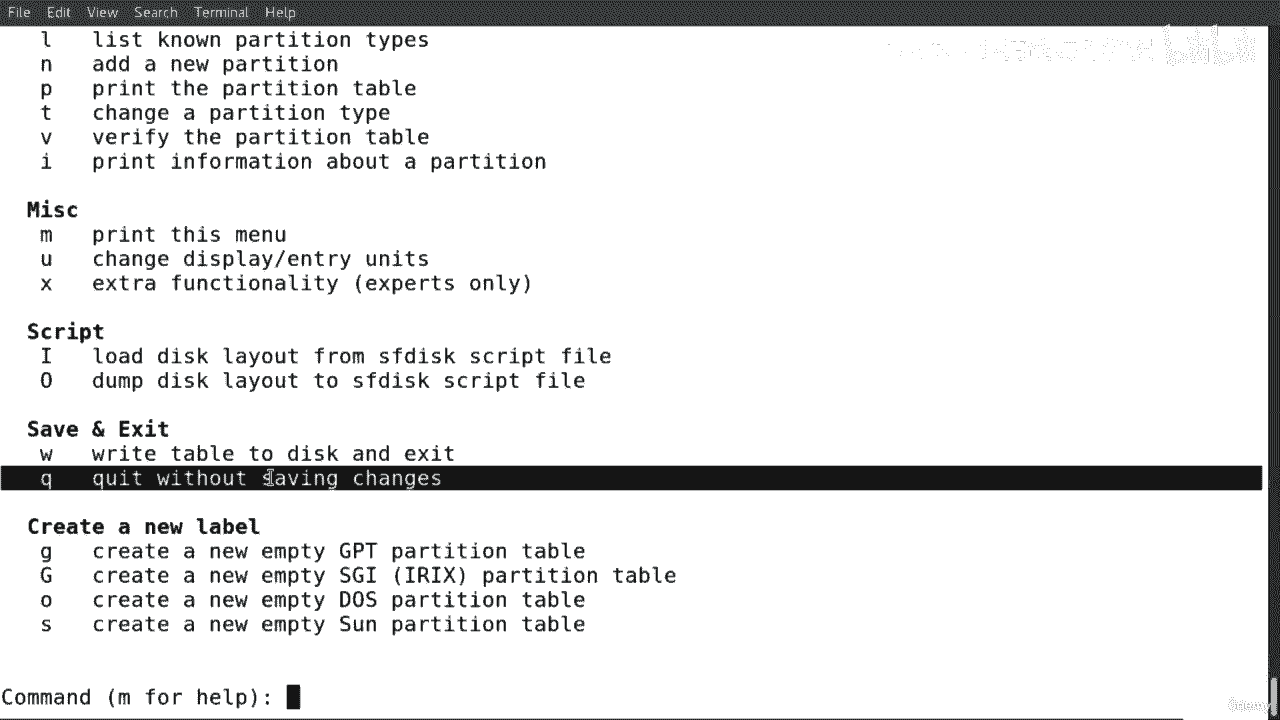 File Edit View Search Terminal Help
l list known partition types
n add a new partition
p print the partition table
t change a partition type
v verify the partition table
i print information about a partition
Misc
m print this menu
u change display/entry units
x extra functionality (experts only)
Script
I load disk layout from sfdisk script file
O dump disk layout to sfdisk script file
Save & Exit
w write table to disk and exit
q quit without saving changes
Create a new label
g create a new empty GPT partition table
G create a new empty SGI (IRIX) partition table
o create a new empty DOS partition table
s create a new empty Sun partition table
Command (m for help):
bilibili
Udemy